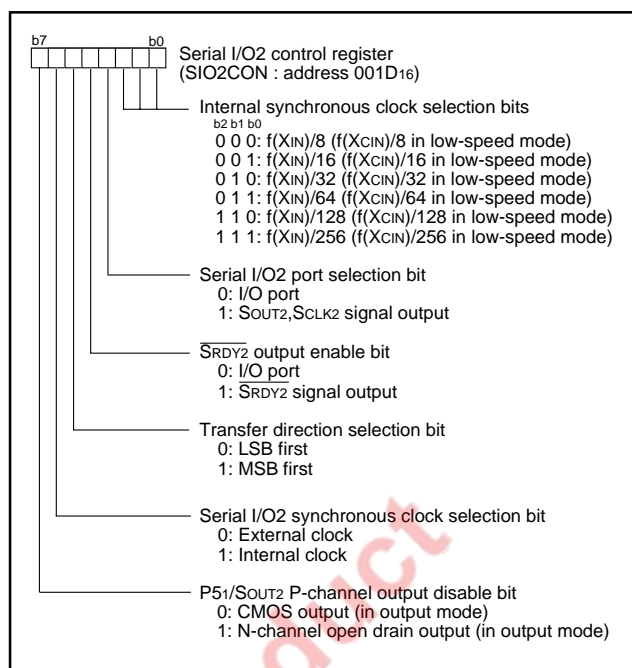 b7 b0
Serial I/O2 control register
(SIO2CON : address 001D16)
Internal synchronous clock selection bits
b2 b1 b0
0 0 0: f(XIN)/8 (f(XCIN)/8 in low-speed mode)
0 0 1: f(XIN)/16 (f(XCIN)/16 in low-speed mode)
0 1 0: f(XIN)/32 (f(XCIN)/32 in low-speed mode)
0 1 1: f(XIN)/64 (f(XCIN)/64 in low-speed mode)
1 1 0: f(XIN)/128 (f(XCIN)/128 in low-speed mode)
1 1 1: f(XIN)/256 (f(XCIN)/256 in low-speed mode)
Serial I/O2 port selection bit
0: I/O port
1: SOUT2,SCLK2 signal output
SRDY2 output enable bit
0: I/O port
1: SRDY2 signal output
Transfer direction selection bit
0: LSB first
1: MSB first
Serial I/O2 synchronous clock selection bit
0: External clock
1: Internal clock
P51/SOUT2 P-channel output disable bit
0: CMOS output (in output mode)
1: N-channel open drain output (in output mode)
duct